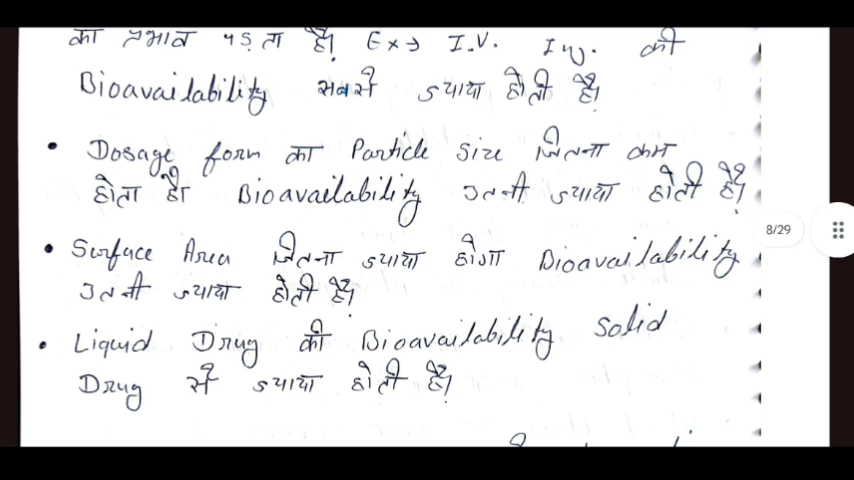 का प्रभाव पड़ता है। Ex→ I.V. Inj. की
Bioavailability सबसे ज्यादा होती है।
• Dosage form का Particle size जितना कम
होता है। Bioavailability उतनी ज्यादा होती है।
• Surface Area जितना ज्यादा होगा Bioavailability
उतनी ज्यादा होती है।
• Liquid Drug की Bioavailability Solid
Drug से ज्यादा होती है।
8/29